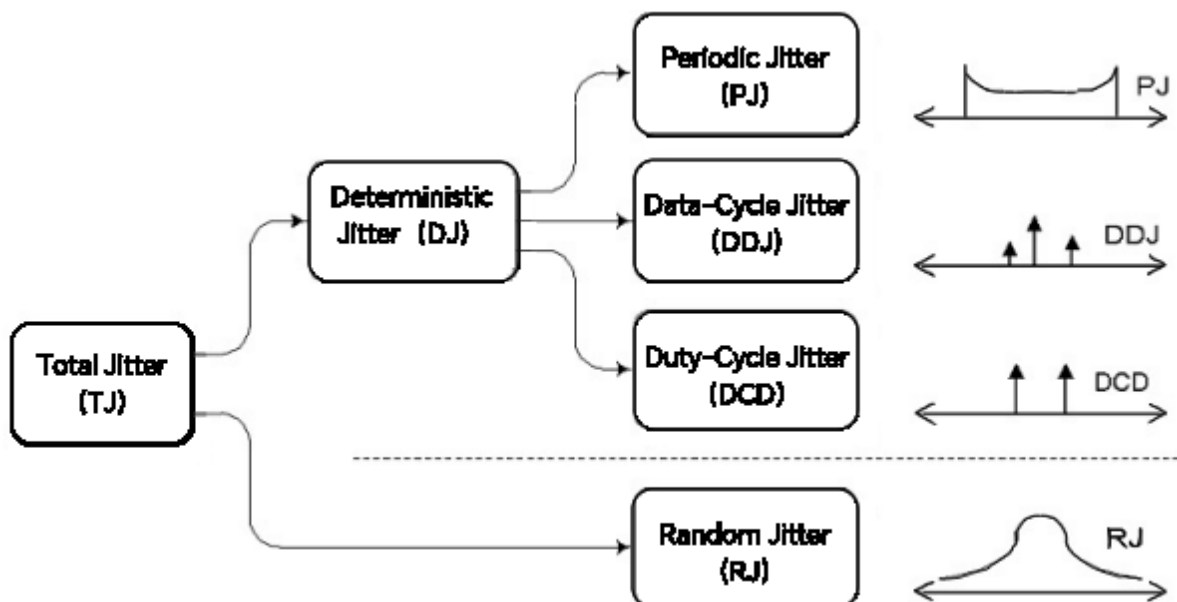 Periodic Jitter
(PJ)
PJ
Deterministic
Jitter (DJ)
Data-Cycle Jitter
(DDJ)
DDJ
Total Jitter
(TJ)
Duty-Cycle Jitter
(DCD)
DCD
Random Jitter
(RJ)
RJ